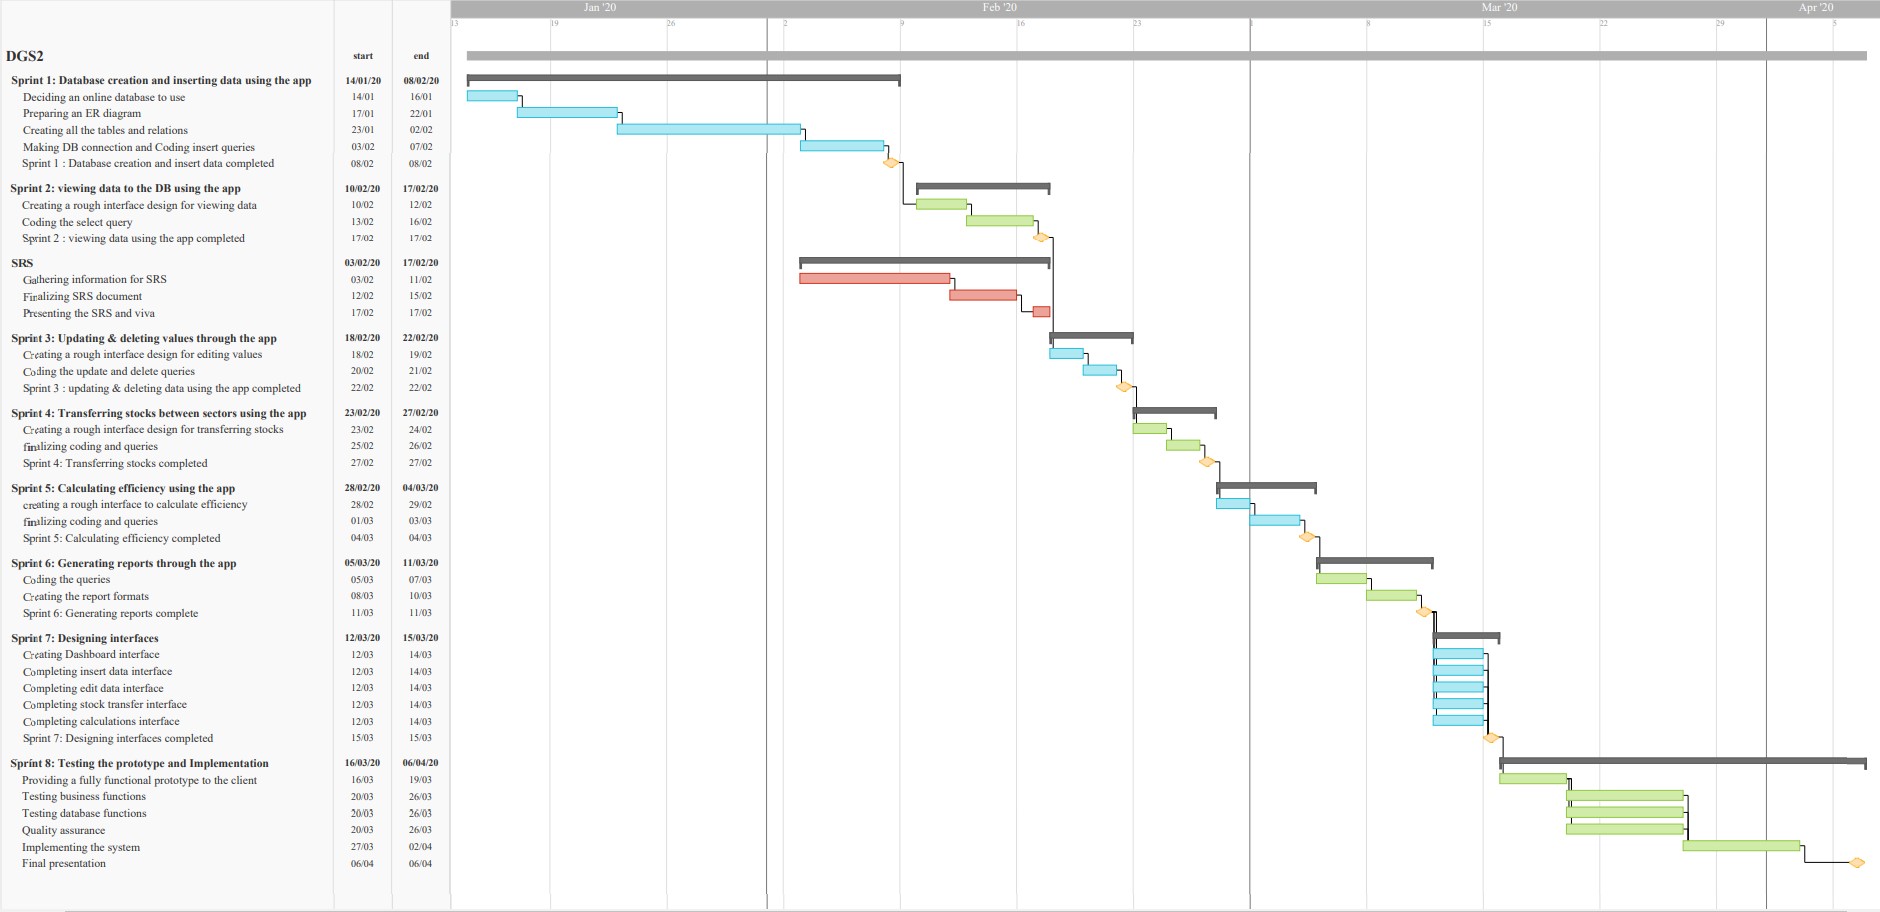 Jan '20 Feb '20 Mar '20 Apr '20
13 19 26 2 9 16 23 1 8 15 22 29 5
DGS2 start end
Sprint 1: Database creation and inserting data using the app 14/01/20 08/02/20
Deciding an online database to use 14/01 16/01
Preparing an ER diagram 17/01 22/01
Creating all the tables and relations 23/01 02/02
Making DB connection and Coding insert queries 03/02 07/02
Sprint 1 : Database creation and insert data completed 08/02 08/02
Sprint 2: viewing data to the DB using the app 10/02/20 17/02/20
Creating a rough interface design for viewing data 10/02 12/02
Coding the select query 13/02 16/02
Sprint 2 : viewing data using the app completed 17/02 17/02
SRS 03/02/20 17/02/20
Gathering information for SRS 03/02 11/02
Finalizing SRS document 12/02 15/02
Presenting the SRS and viva 17/02 17/02
Sprint 3: Updating & deleting values through the app 18/02/20 22/02/20
Creating a rough interface design for editing values 18/02 19/02
Coding the update and delete queries 20/02 21/02
Sprint 3 : updating & deleting data using the app completed 22/02 22/02
Sprint 4: Transferring stocks between sectors using the app 23/02/20 27/02/20
Creating a rough interface design for transferring stocks 23/02 24/02
finalizing coding and queries 25/02 26/02
Sprint 4: Transferring stocks completed 27/02 27/02
Sprint 5: Calculating efficiency using the app 28/02/20 04/03/20
creating a rough interface to calculate efficiency 28/02 29/02
finalizing coding and queries 01/03 03/03
Sprint 5: Calculating efficiency completed 04/03 04/03
Sprint 6: Generating reports through the app 05/03/20 11/03/20
Coding the queries 05/03 07/03
Creating the report formats 08/03 10/03
Sprint 6: Generating reports complete 11/03 11/03
Sprint 7: Designing interfaces 12/03/20 15/03/20
Creating Dashboard interface 12/03 14/03
Completing insert data interface 12/03 14/03
Completing edit data interface 12/03 14/03
Completing stock transfer interface 12/03 14/03
Completing calculations interface 12/03 14/03
Sprint 7: Designing interfaces completed 15/03 15/03
Sprint 8: Testing the prototype and Implementation 16/03/20 06/04/20
Providing a fully functional prototype to the client 16/03 19/03
Testing business functions 20/03 26/03
Testing database functions 20/03 26/03
Quality assurance 20/03 26/03
Implementing the system 27/03 02/04
Final presentation 06/04 06/04